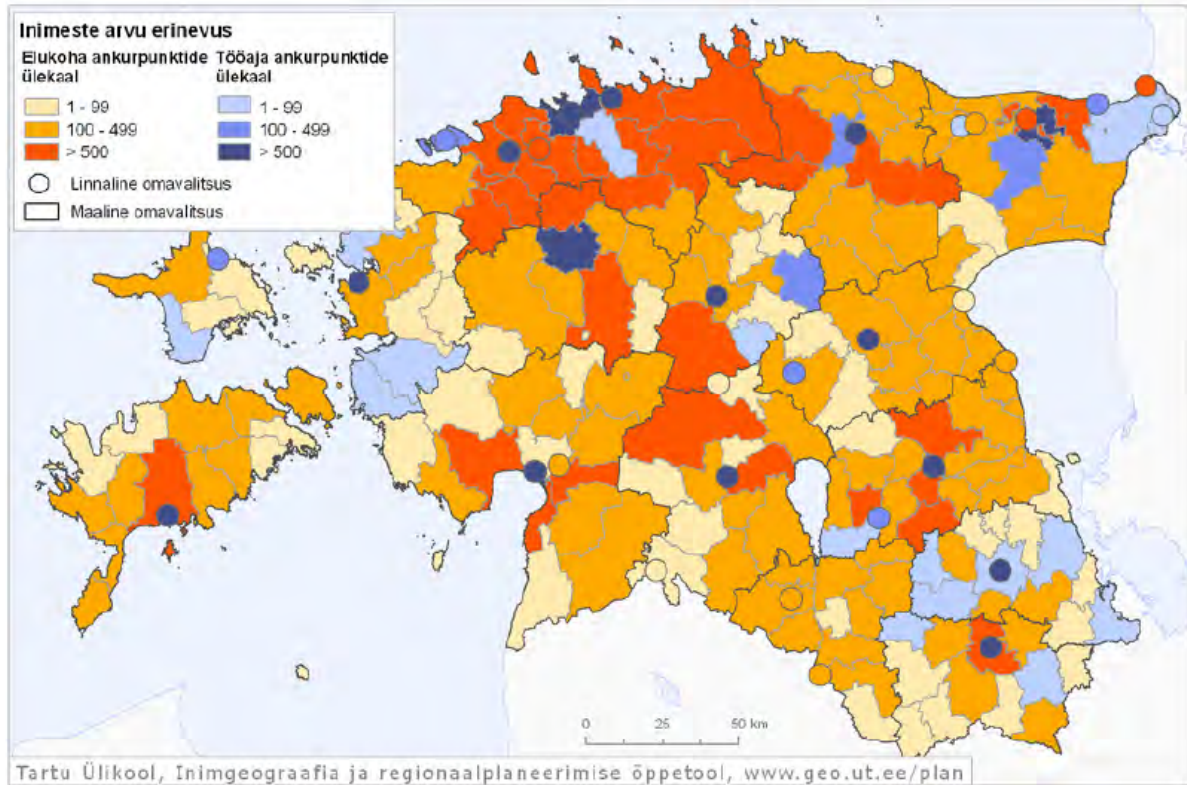 Inimeste arvu erinevus
Elukoha ankurpunktide ülekaal
1 - 99
100 - 499
> 500
Tööaja ankurpunktide ülekaal
1 - 99
100 - 499
> 500
Linnaline omavalitsus
Maaline omavalitsus
0 25 50 km
Tartu Ülikool, Inimgeograafia ja regionaalplaneerimise õppetool, www.geo.ut.ee/plan